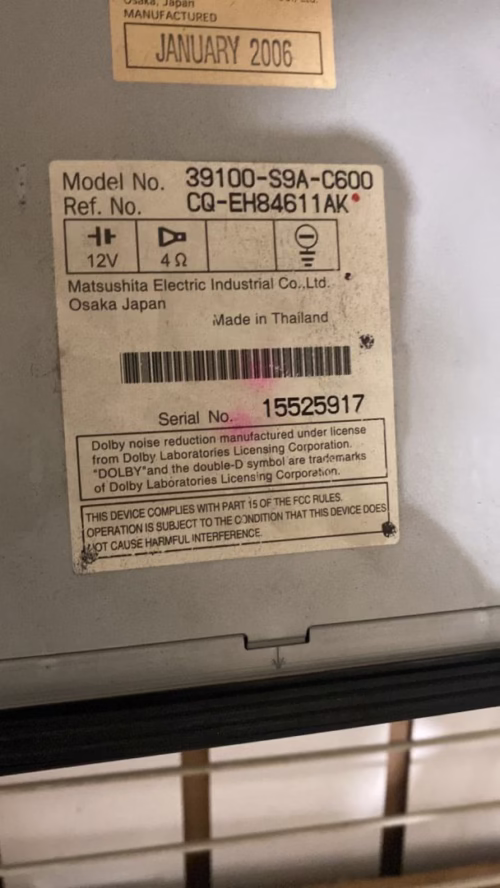 Osaka, Japan
MANUFACTURED
JANUARY 2006
Model No. 39100-S9A-C600
Ref. No. CQ-EH84611AK
12V 4Ω
Matsushita Electric Industrial Co.,Ltd.
Osaka Japan
Made in Thailand
Serial No. 15525917
Dolby noise reduction manufactured under license
from Dolby Laboratories Licensing Corporation.
"DOLBY"and the double-D symbol are trademarks
of Dolby Laboratories Licensing Corporation.
THIS DEVICE COMPLIES WITH PART 15 OF THE FCC RULES.
OPERATION IS SUBJECT TO THE CONDITION THAT THIS DEVICE DOES
NOT CAUSE HARMFUL INTERFERENCE.